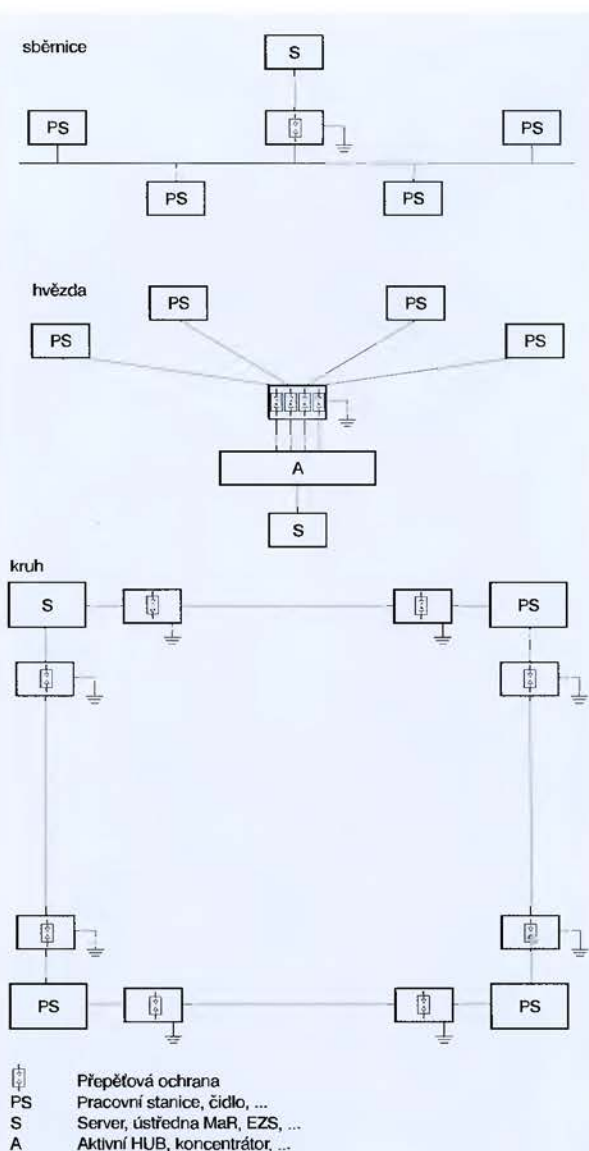 sběrnice
S
PS
PS
PS
PS
hvězda
PS
PS
PS
PS
A
S
kruh
S
PS
PS
PS
Přepěťová ochrana
PS Pracovní stanice, čidlo, ...
S Server, ústředna MaR, EZS, ...
A Aktivní HUB, koncentrátor, ...